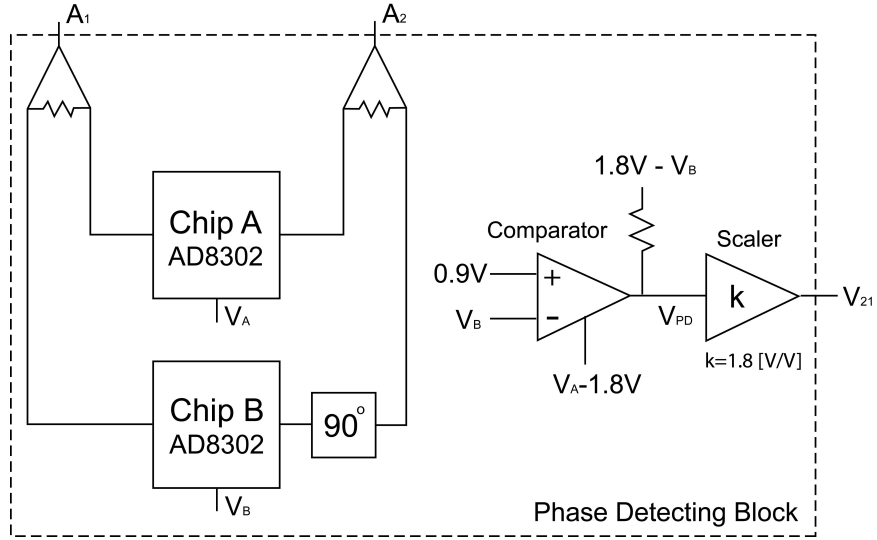 A1
A2
Chip A
AD8302
VA
Chip B
AD8302
90°
VB
1.8V - VB
Comparator
Scaler
0.9V
+
VB
-
VPD
k
V21
VA-1.8V
k=1.8 [V/V]
Phase Detecting Block